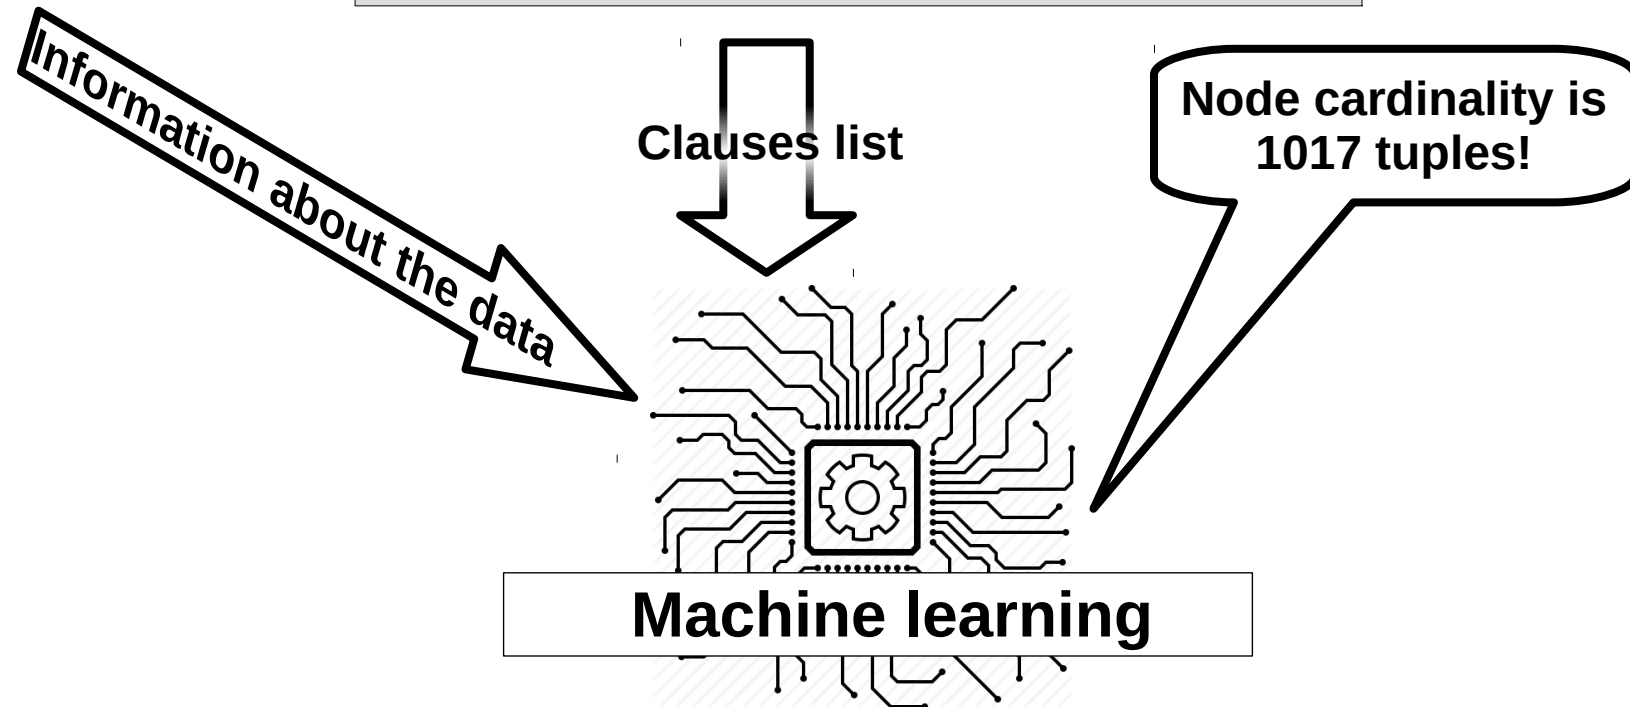 Information about the data
Clauses list
Node cardinality is
1017 tuples!
Machine learning